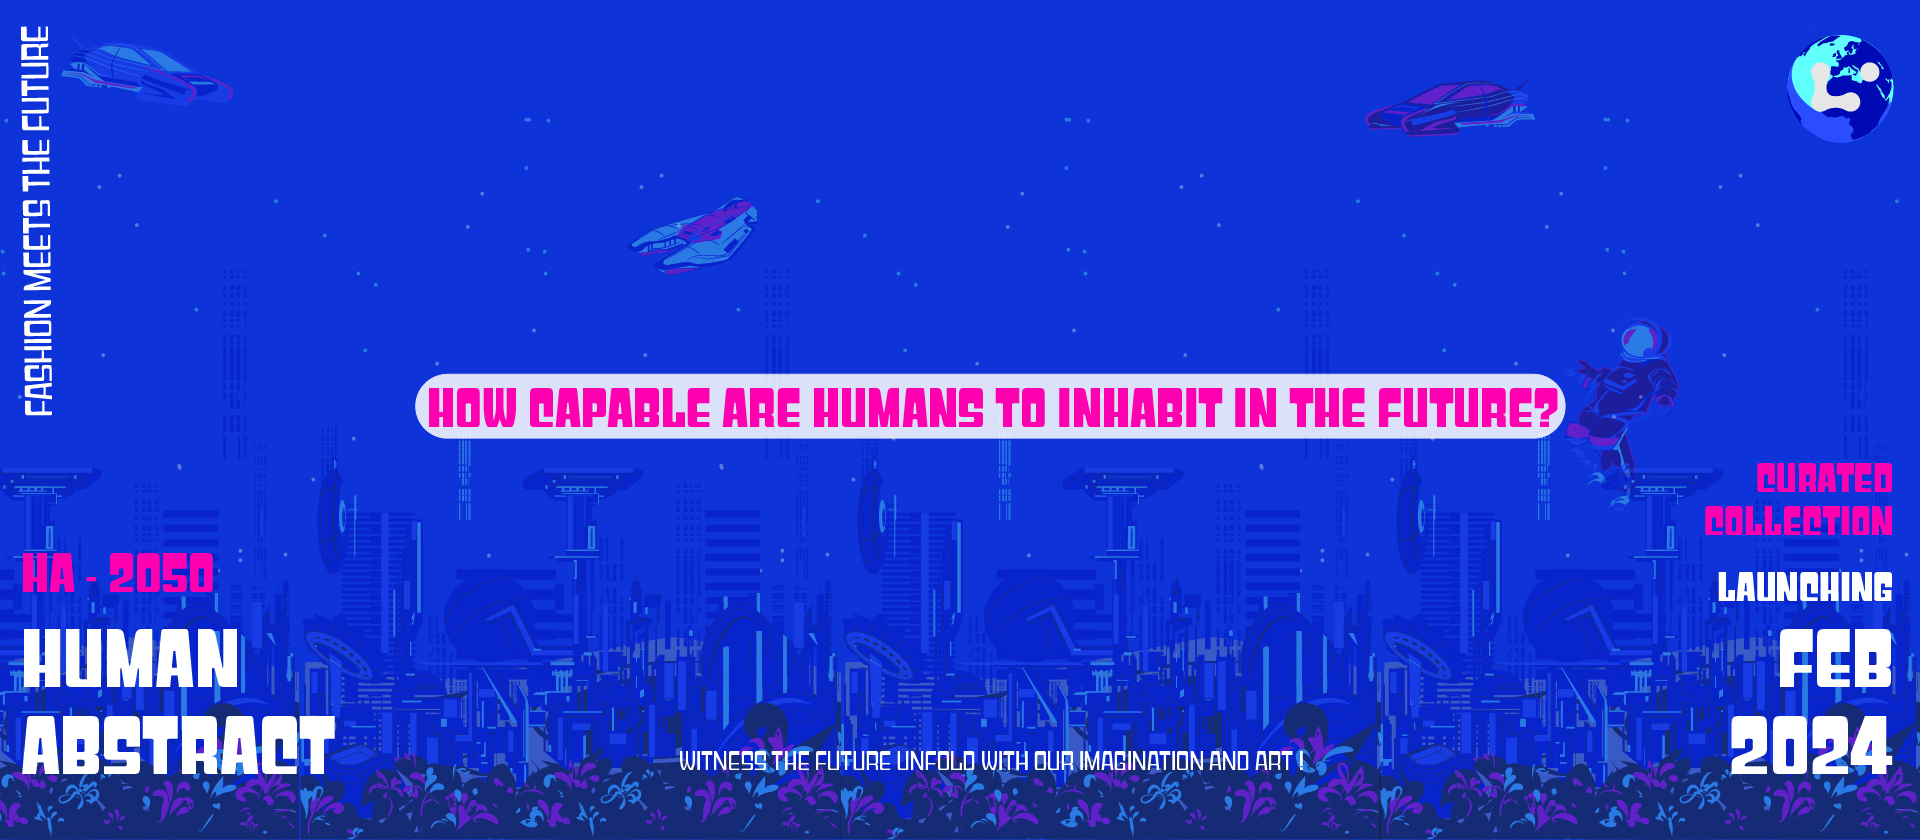 FASHION MEETS THE FUTURE
HOW CAPABLE ARE HUMANS TO INHABIT IN THE FUTURE?
HA - 2050
HUMAN
ABSTRACT
WITNESS THE FUTURE UNFOLD WITH OUR IMAGINATION AND ART !
CURATED
COLLECTION
LAUNCHING
FEB
2024